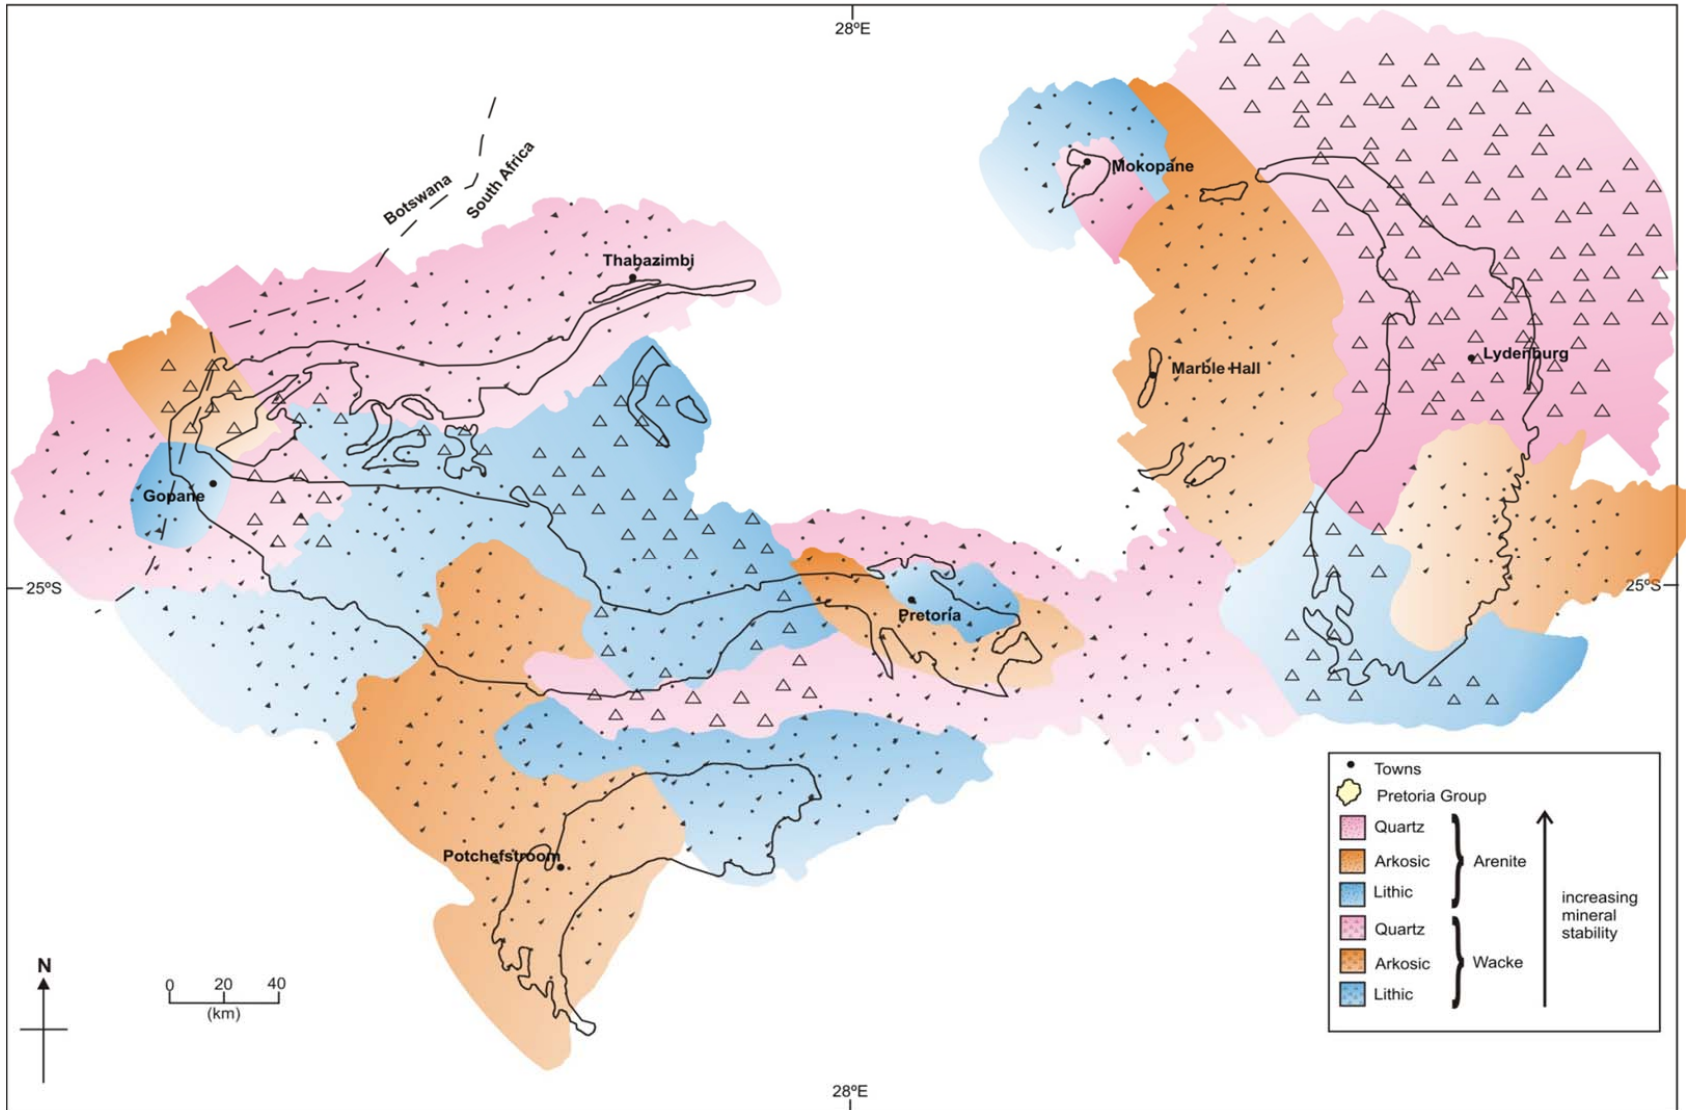 28ºE
Mokopane
Botswana
South Africa
Thabazimbi
Lydenburg
Marble Hall
Gopane
25ºS
25ºS
Pretoria
Potchefstroom
Towns
Pretoria Group
Quartz
Arkosic
Arenite
Lithic
increasing
mineral
stability
Quartz
Arkosic
Wacke
Lithic
N
0 20 40
(km)
28ºE